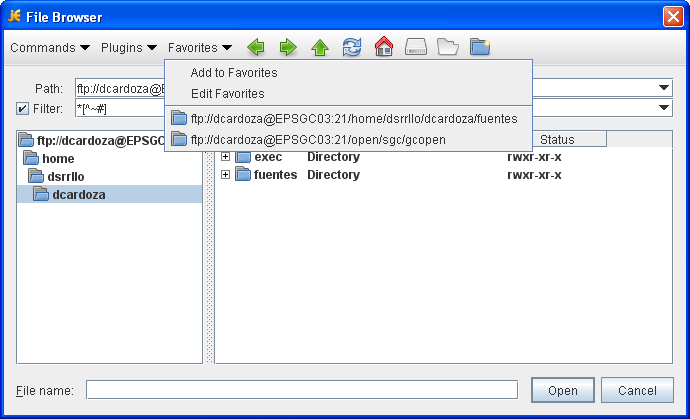 File Browser
Commands Plugins Favorites
Add to Favorites
Edit Favorites
ftp://dcardoza@EPSGC03:21/home/dsrrllo/dcardoza/fuentes
ftp://dcardoza@EPSGC03:21/open/sgc/gcopen
Path: ftp://dcardoza@E
Filter: *[^~#]
ftp://dcardoza@EPSGC
home
dsrrllo
dcardoza
Status
exec Directory rwxr-xr-x
fuentes Directory rwxr-xr-x
File name:
Open Cancel